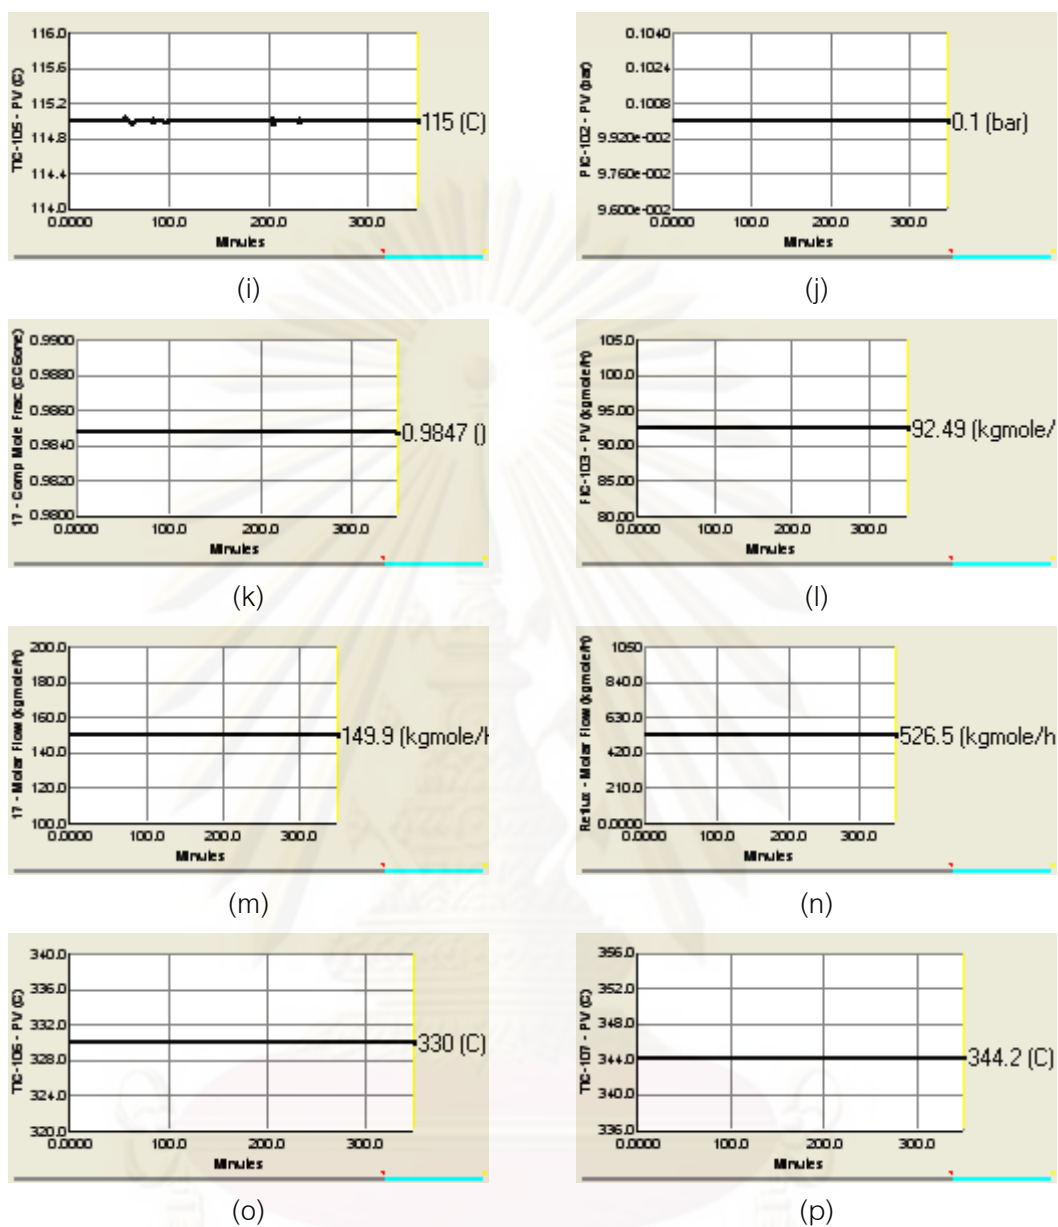 TIC-105 - PV (C)
116.0
115.6
115.2
114.8
114.4
114.0
0.0000 100.0 200.0 300.0
Minutes
115 (C)
(i)
PIC-102 - PV (bar)
0.1040
0.1024
0.1008
9.920e-002
9.760e-002
9.600e-002
0.0000 100.0 200.0 300.0
Minutes
0.1 (bar)
(j)
17 - Comp Mole Frac (CC6one)
0.9900
0.9880
0.9860
0.9840
0.9820
0.9800
0.0000 100.0 200.0 300.0
Minutes
0.9847 ()
(k)
FIC-103 - PV (kgmole/h)
105.0
100.0
95.00
90.00
85.00
80.00
0.0000 100.0 200.0 300.0
Minutes
92.49 (kgmole/
(l)
17 - Molar Flow (kgmole/h)
200.0
180.0
160.0
140.0
120.0
100.0
0.0000 100.0 200.0 300.0
Minutes
149.9 (kgmole/h
(m)
Reflux - Molar Flow (kgmole/h)
1050
840.0
630.0
420.0
210.0
0.0000
0.0000 100.0 200.0 300.0
Minutes
526.5 (kgmole/h
(n)
TIC-106 - PV (C)
340.0
336.0
332.0
328.0
324.0
320.0
0.0000 100.0 200.0 300.0
Minutes
330 (C)
(o)
TIC-107 - PV (C)
356.0
352.0
348.0
344.0
340.0
336.0
0.0000 100.0 200.0 300.0
Minutes
344.2 (C)
(p)